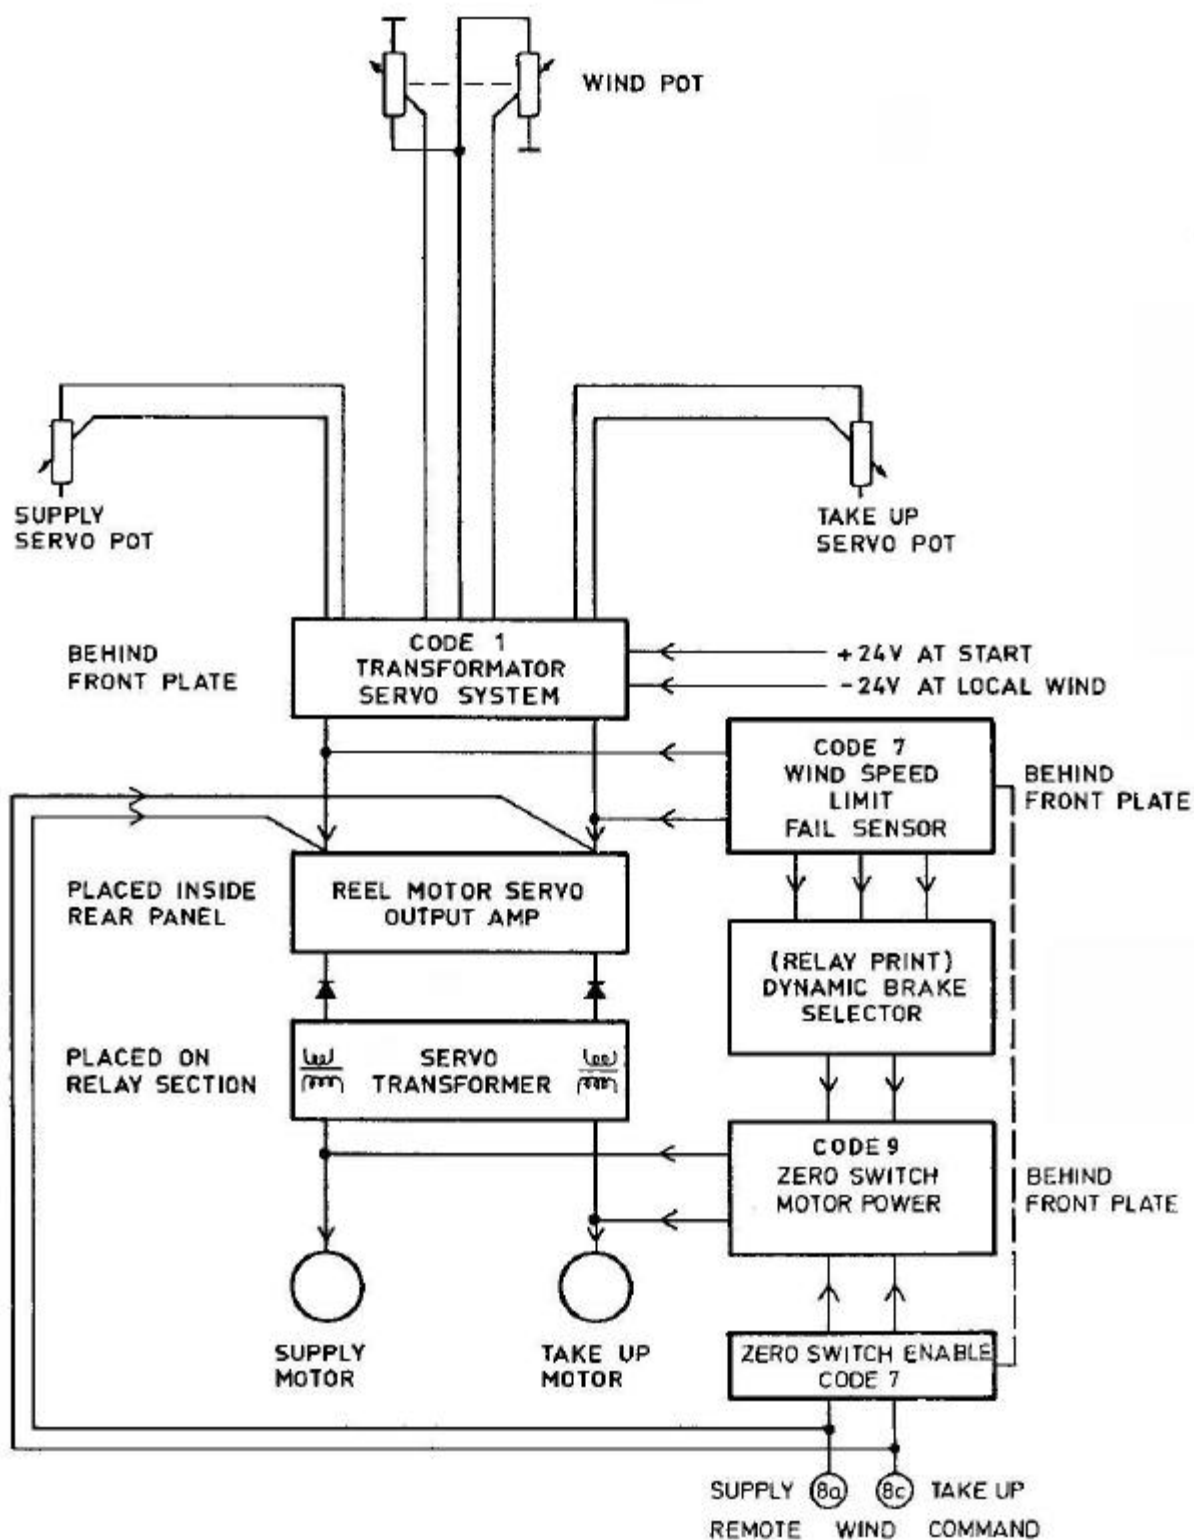 WIND POT
SUPPLY
SERVO POT
TAKE UP
SERVO POT
BEHIND
FRONT PLATE
CODE 1
TRANSFORMATOR
SERVO SYSTEM
+24V AT START
-24V AT LOCAL WIND
CODE 7
WIND SPEED
LIMIT
FAIL SENSOR
BEHIND
FRONT PLATE
PLACED INSIDE
REAR PANEL
REEL MOTOR SERVO
OUTPUT AMP
(RELAY PRINT)
DYNAMIC BRAKE
SELECTOR
PLACED ON
RELAY SECTION
SERVO
TRANSFORMER
CODE 9
ZERO SWITCH
MOTOR POWER
BEHIND
FRONT PLATE
SUPPLY
MOTOR
TAKE UP
MOTOR
ZERO SWITCH ENABLE
CODE 7
SUPPLY 8a 8c TAKE UP
REMOTE WIND COMMAND